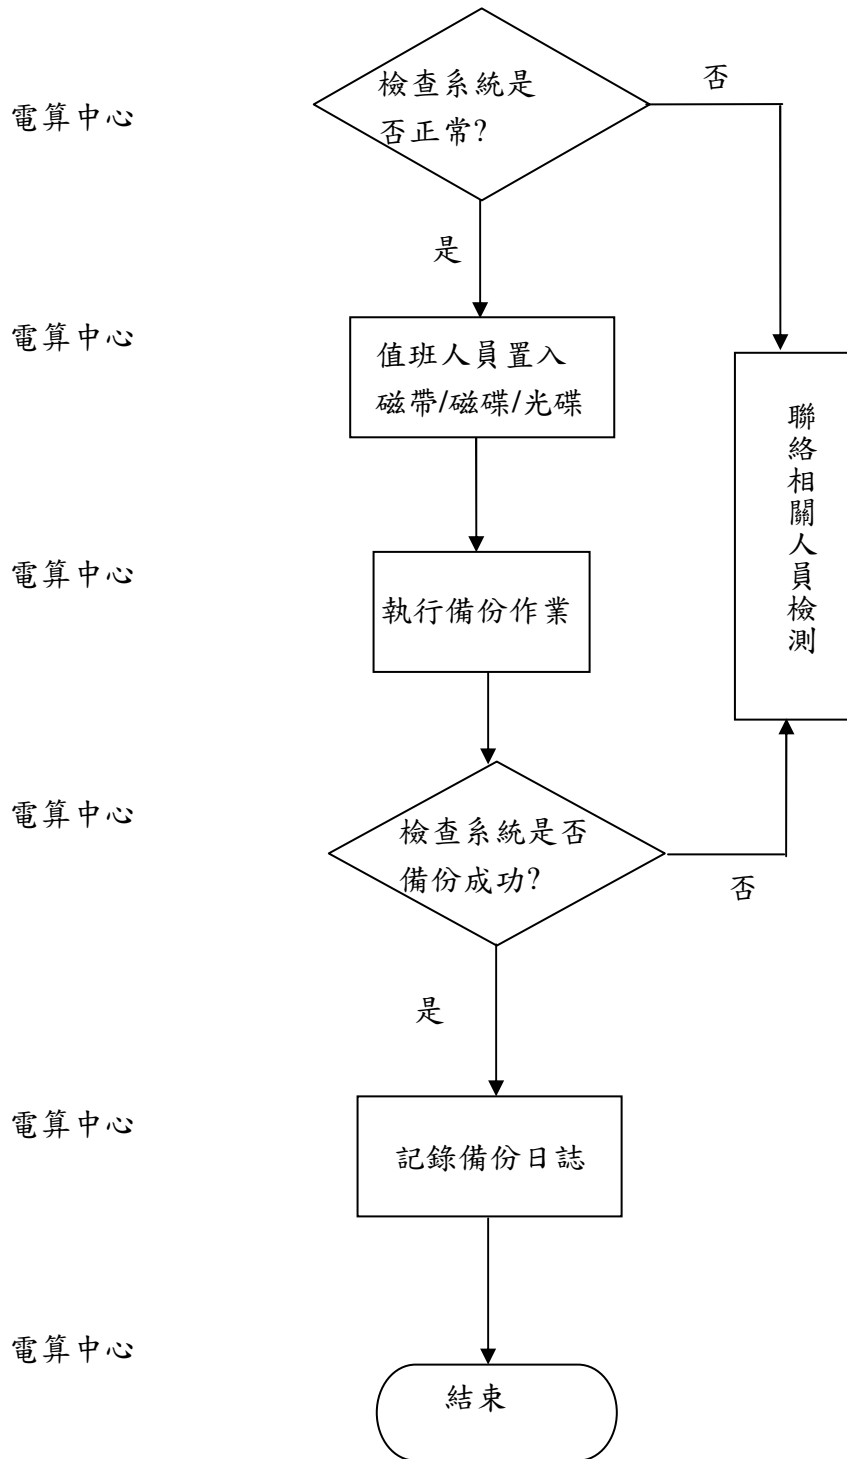 電算中心
檢查系統是
否正常?
否
是
電算中心
值班人員置入
磁帶/磁碟/光碟
聯絡相關人員檢測
電算中心
執行備份作業
電算中心
檢查系統是否
備份成功?
否
是
電算中心
記錄備份日誌
電算中心
結束